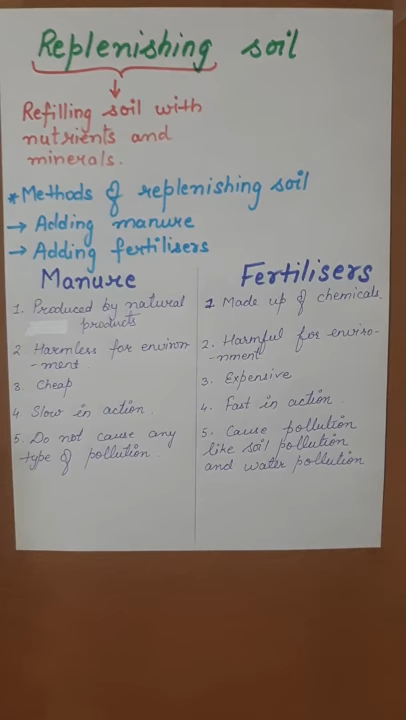 Replenishing soil
Refilling soil with
nutrients and
minerals.
* Methods of replenishing soil
→ Adding manure
→ Adding fertilisers
Manure
1. Produced by natural
products
2 Harmless for environ
-ment.
3. Cheap
4. Slow in action.
5. Do not cause any
type of pollution.
Fertilisers
1 Made up of chemicals.
2. Harmful for enviro-
-nment
3. Expensive
4. Fast in action.
5. Cause pollution
like soil pollution
and water pollution